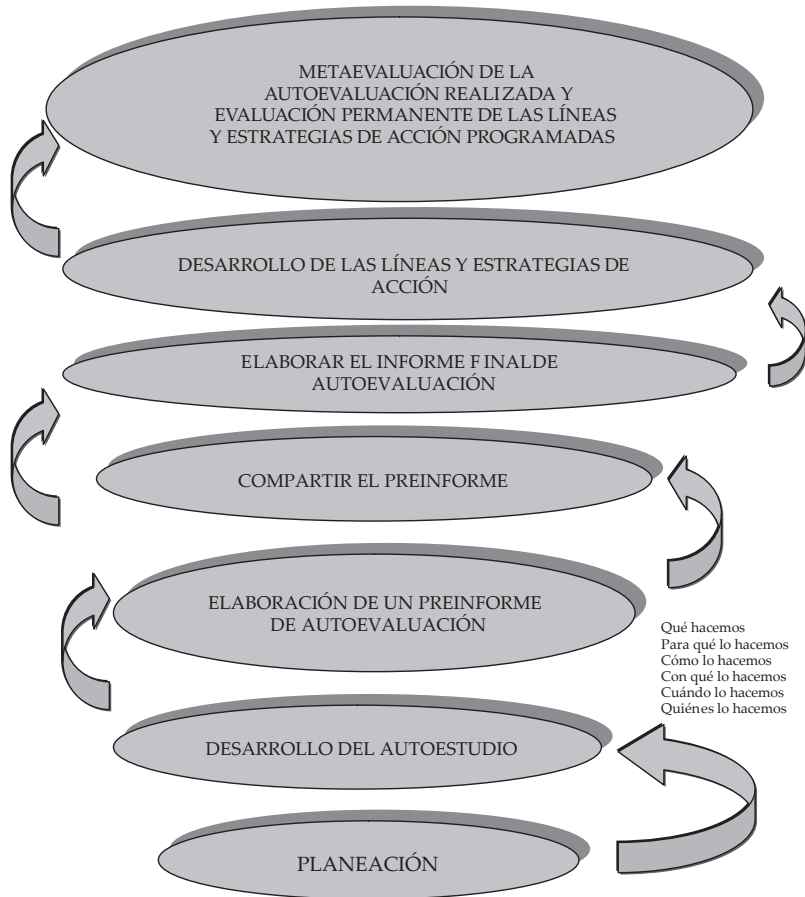 METAEVALUACIÓN DE LA
AUTOEVALUACIÓN REALIZADA Y
EVALUACIÓN PERMANENTE DE LAS LÍNEAS
Y ESTRATEGIAS DE ACCIÓN PROGRAMADAS
DESARROLLO DE LAS LÍNEAS Y ESTRATEGIAS DE
ACCIÓN
ELABORAR EL INFORME F INALDE
AUTOEVALUACIÓN
COMPARTIR EL PREINFORME
ELABORACIÓN DE UN PREINFORME
DE AUTOEVALUACIÓN
Qué hacemos
Para qué lo hacemos
Cómo lo hacemos
Con qué lo hacemos
Cuándo lo hacemos
Quiénes lo hacemos
DESARROLLO DEL AUTOESTUDIO
PLANEACIÓN